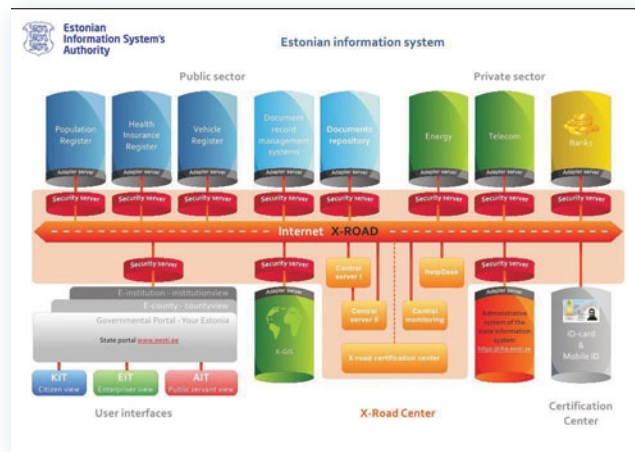 Estonian
Information System's
Authority
Estonian information system
Public sector
Private sector
Population
Register
Adapter server
Health
Insurance
Register
Adapter server
Vehicle
Register
Adapter server
Document
record
management
systems
Adapter server
Documents
repository
Adapter server
Energy
Adapter server
Telecom
Adapter server
Banks
Adapter server
Security server
Security server
Security server
Security server
Security server
Security server
Security server
Security server
Internet X-ROAD
Security server
Security server
Central
server I
HelpDesk
Security server
E-institution - institutionview
E-county - countyview
Governmental Portal - Your Estonia
State portal www.eesti.ee
Adapter server
X-GIS
Central
server II
Central
monitoring
X-road certification center
Adapter server
Administrative
system of the
state information
system
https://riha.eesti.ee
ID-card
&
Mobile ID
KIT
Citizen view
EIT
Enterpriser view
AIT
Public servant view
User interfaces
X-Road Center
Certification
Center